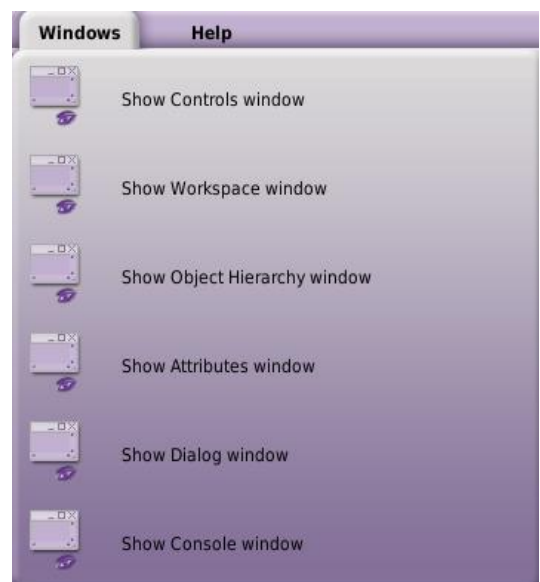 Windows Help
Show Controls window
Show Workspace window
Show Object Hierarchy window
Show Attributes window
Show Dialog window
Show Console window